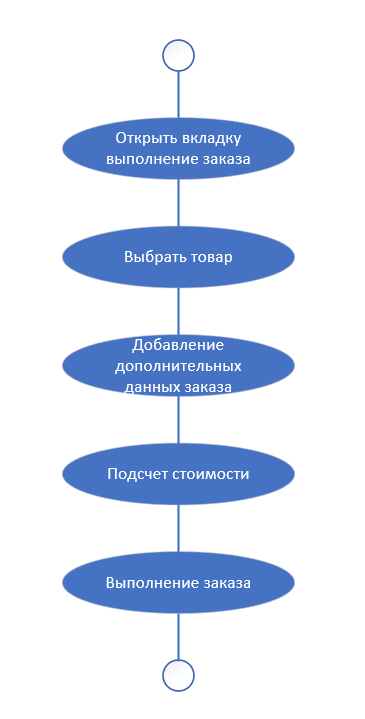 Открыть вкладку
выполнение заказа
Выбрать товар
Добавление
дополнительных
данных заказа
Подсчет стоимости
Выполнение заказа